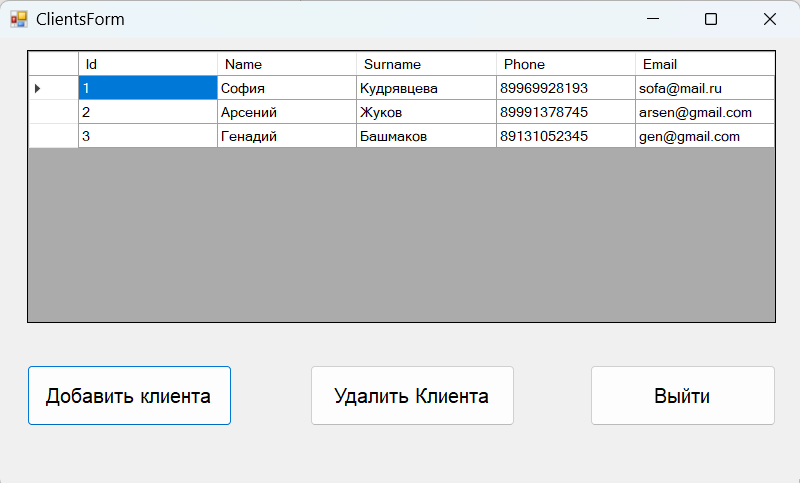 ClientsForm
Id Name Surname Phone Email
1 София Кудрявцева 89969928193 sofa@mail.ru
2 Арсений Жуков 89991378745 arsen@gmail.com
3 Генадий Башмаков 89131052345 gen@gmail.com
Добавить клиента Удалить Клиента Выйти